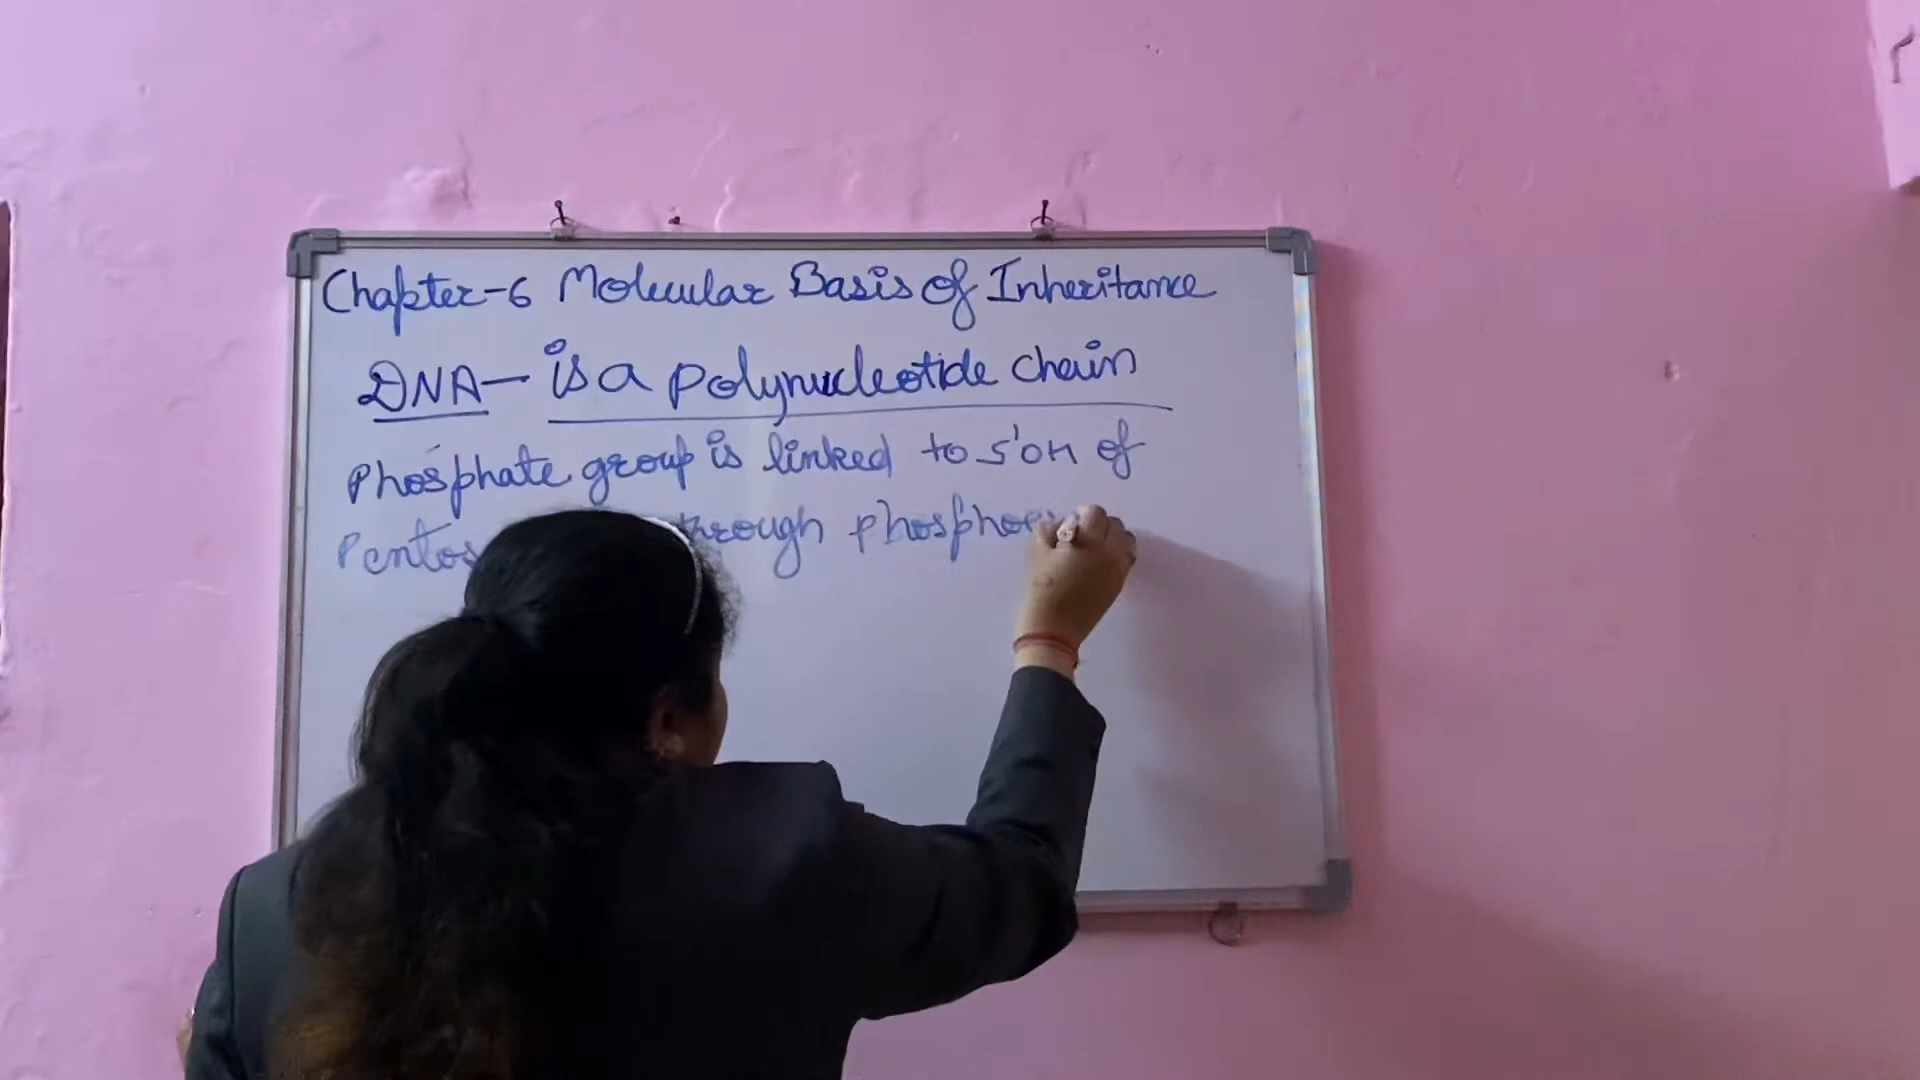 Chapter-6 Molecular Basis of Inheritance
DNA- is a polynucleotide chain
Phosphate group is linked to 5'OH of
through